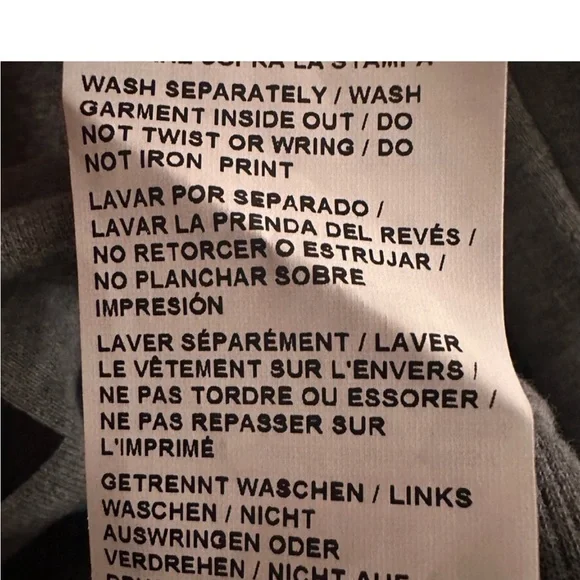 SOPRA LA STAMPA
WASH SEPARATELY / WASH
GARMENT INSIDE OUT / DO
NOT TWIST OR WRING / DO
NOT IRON PRINT
LAVAR POR SEPARADO /
LAVAR LA PRENDA DEL REVÉS /
NO RETORCER O ESTRUJAR /
NO PLANCHAR SOBRE
IMPRESIÓN
LAVER SÉPARÉMENT / LAVER
LE VÊTEMENT SUR L'ENVERS /
NE PAS TORDRE OU ESSORER /
NE PAS REPASSER SUR
L'IMPRIMÉ
GETRENNT WASCHEN / LINKS
WASCHEN / NICHT
AUSWRINGEN ODER
VERDREHEN / NICHT AUF